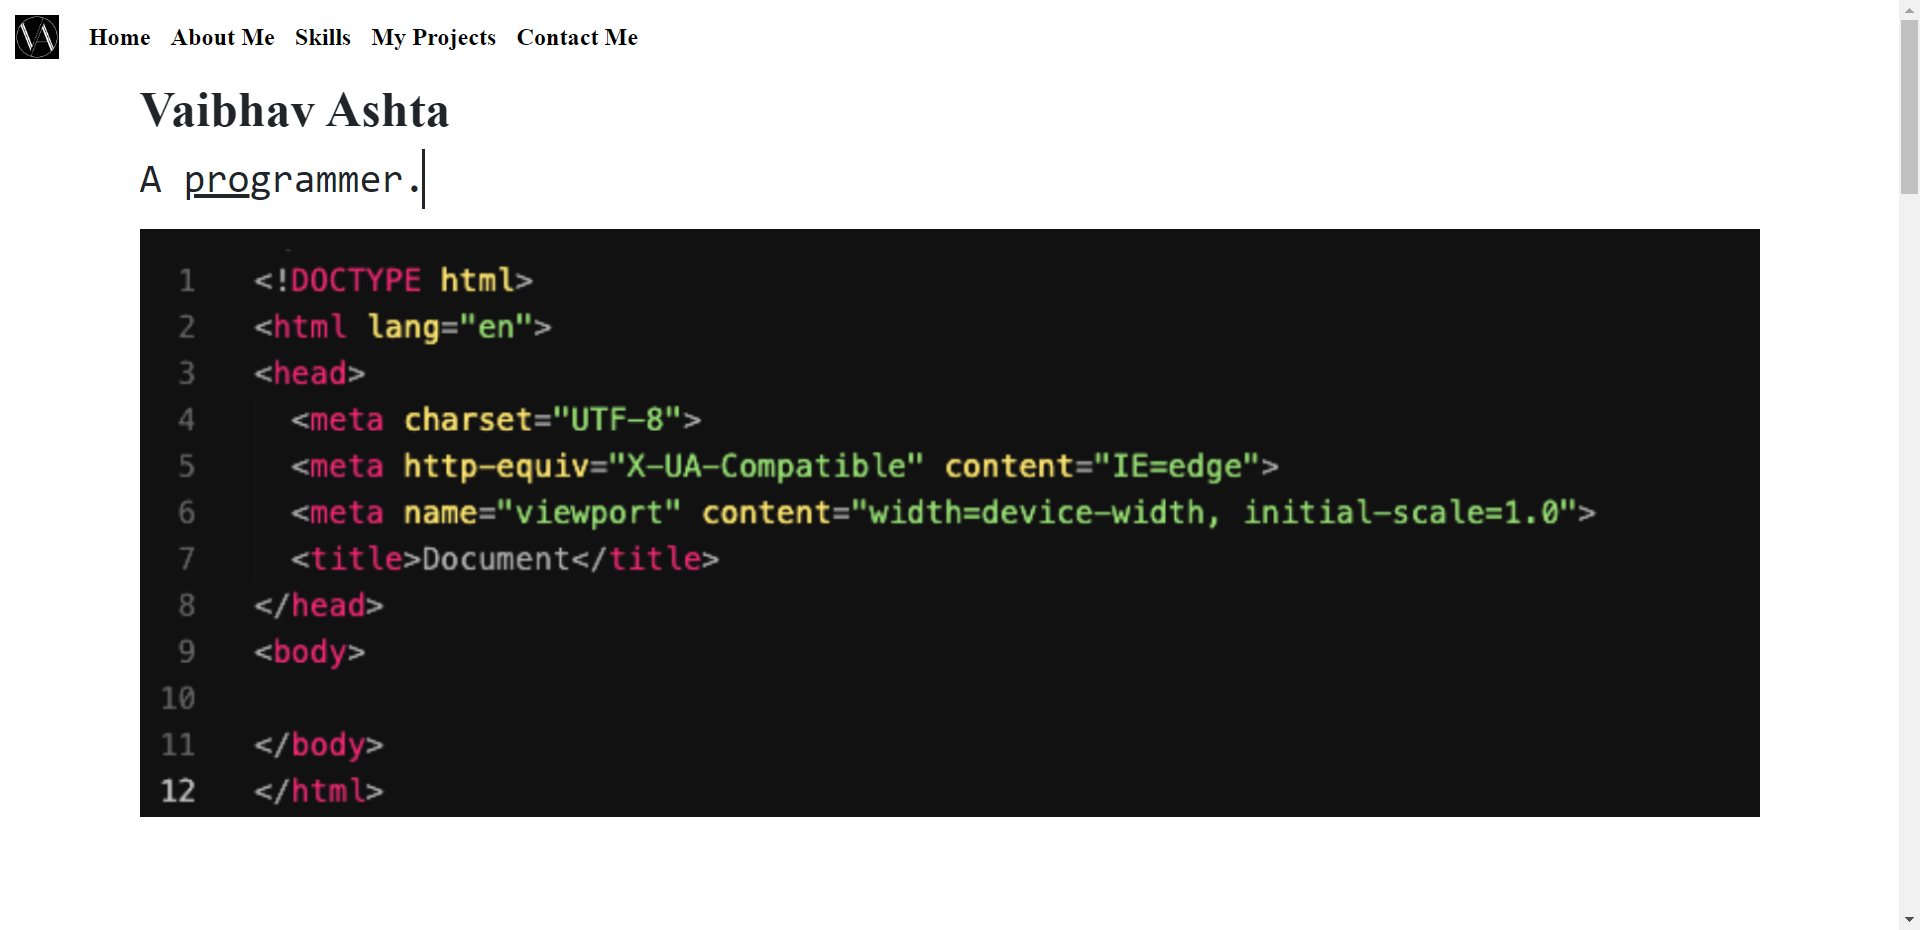 VA
Home About Me Skills My Projects Contact Me
Vaibhav Ashta
A programmer.
1 <!DOCTYPE html>
2 <html lang="en">
3 <head>
4 <meta charset="UTF-8">
5 <meta http-equiv="X-UA-Compatible" content="IE=edge">
6 <meta name="viewport" content="width=device-width, initial-scale=1.0">
7 <title>Document</title>
8 </head>
9 <body>
10
11 </body>
12 </html>